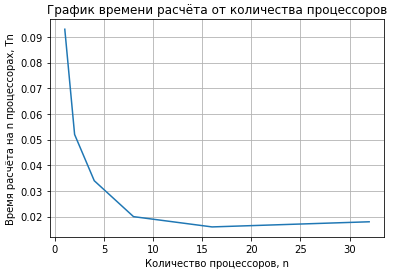 График времени расчёта от количества процессоров
Время расчёта на n процессорах, Tn
0.09
0.08
0.07
0.06
0.05
0.04
0.03
0.02
0 5 10 15 20 25 30
Количество процессоров, n